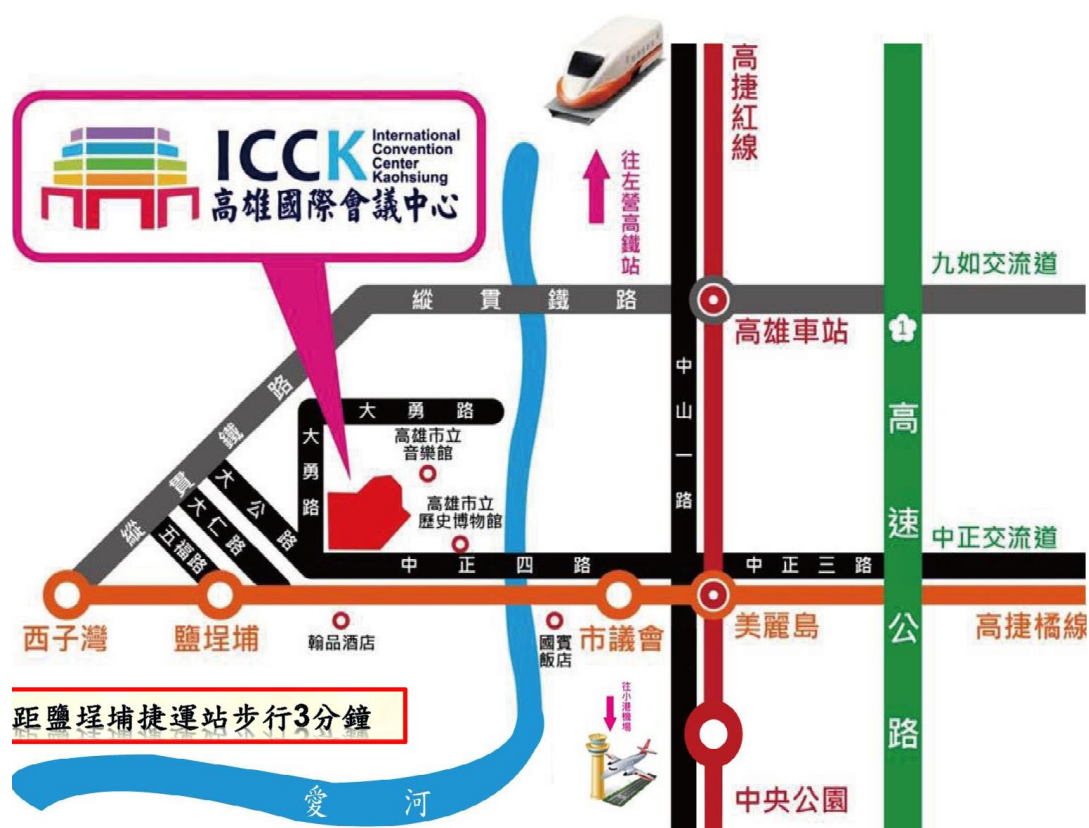 ICCK
International
Convention
Center
Kaohsiung
高雄國際會議中心
高捷紅線
往左營高鐵站
九如交流道
縱貫鐵路
高雄車站
1
高速公路
中山一路
縱貫鐵路
大勇路
大勇路
高雄市立
音樂館
高雄市立
歷史博物館
大公路
大仁路
五福路
中正四路
中正三路
中正交流道
西子灣
鹽埕埔
翰品酒店
國賓
飯店
市議會
美麗島
高捷橘線
距鹽埕埔捷運站步行3分鐘
往小港機場
愛河
中央公園